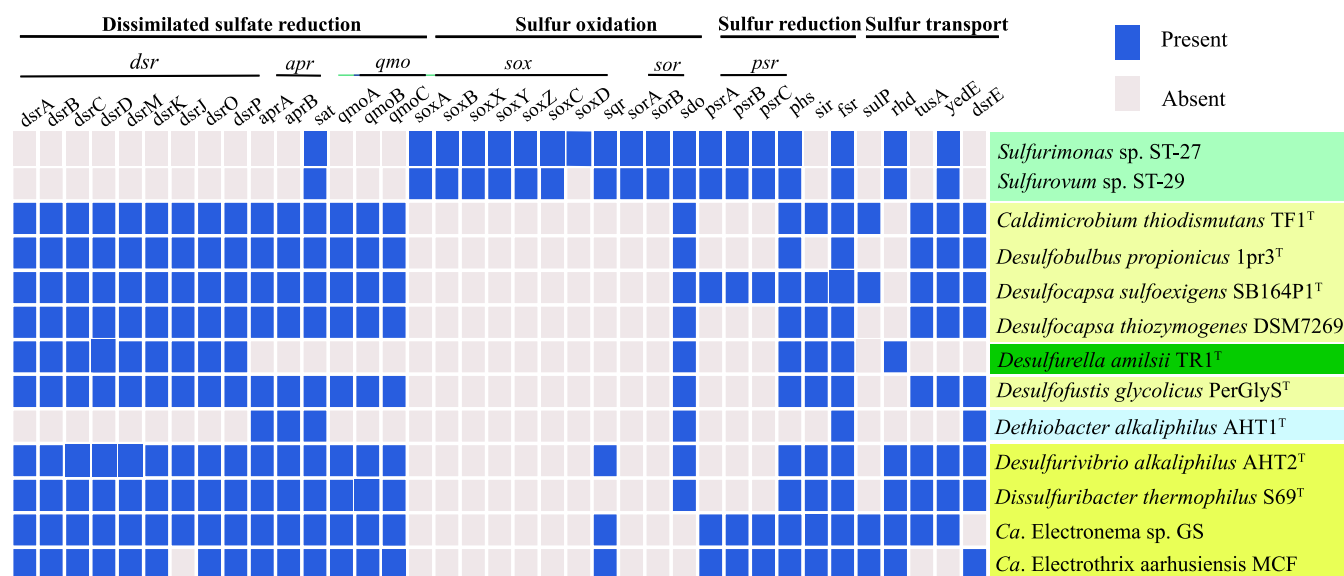 Dissimilated sulfate reduction Sulfur oxidation Sulfur reduction Sulfur transport
Present
dsr apr qmo sox sor psr
Absent
dsrA dsrB dsrC dsrD dsrM dsrK dsrJ dsrO dsrP aprA aprB sat qmoA qmoB qmoC soxA soxB soxX soxY soxZ soxC soxD sqr sorA sorB sdo psrA psrB psrC phs sir fsr sulP rhd tusA yedE dsrE
Sulfurimonas sp. ST-27
Sulfurovum sp. ST-29
Caldimicrobium thiodismutans TF1ᵀ
Desulfobulbus propionicus 1pr3ᵀ
Desulfocapsa sulfoexigens SB164P1ᵀ
Desulfocapsa thiozymogenes DSM7269
Desulfurella amilsii TR1ᵀ
Desulfofustis glycolicus PerGlySᵀ
Dethiobacter alkaliphilus AHT1ᵀ
Desulfurivibrio alkaliphilus AHT2ᵀ
Dissulfuribacter thermophilus S69ᵀ
Ca. Electronema sp. GS
Ca. Electrothrix aarhusiensis MCF